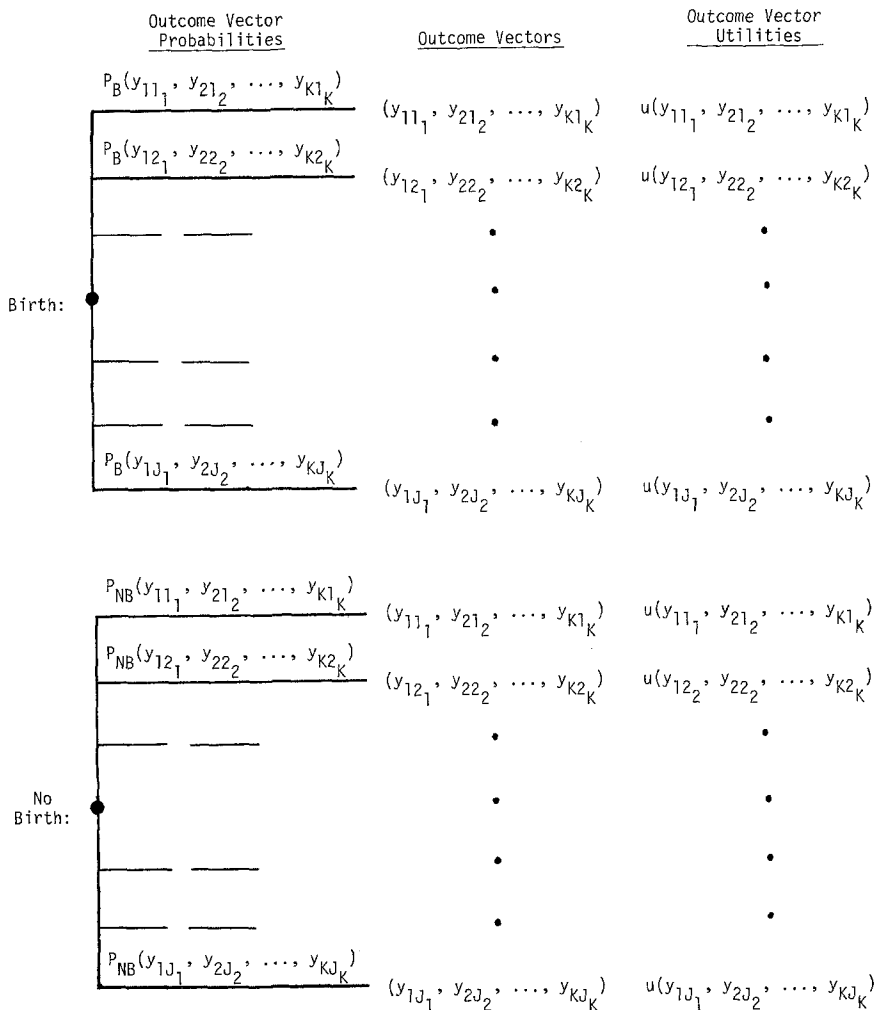 Outcome Vector Probabilities Outcome Vectors Outcome Vector Utilities
P_B(y_{11_1}, y_{21_2}, ..., y_{K1_K})
(y_{11_1}, y_{21_2}, ..., y_{K1_K}) u(y_{11_1}, y_{21_2}, ..., y_{K1_K})
P_B(y_{12_1}, y_{22_2}, ..., y_{K2_K})
(y_{12_1}, y_{22_2}, ..., y_{K2_K}) u(y_{12_1}, y_{22_2}, ..., y_{K2_K})
Birth:
P_B(y_{1J_1}, y_{2J_2}, ..., y_{KJ_K})
(y_{1J_1}, y_{2J_2}, ..., y_{KJ_K}) u(y_{1J_1}, y_{2J_2}, ..., y_{KJ_K})
P_{NB}(y_{11_1}, y_{21_2}, ..., y_{K1_K})
(y_{11_1}, y_{21_2}, ..., y_{K1_K}) u(y_{11_1}, y_{21_2}, ..., y_{K1_K})
P_{NB}(y_{12_1}, y_{22_2}, ..., y_{K2_K})
(y_{12_1}, y_{22_2}, ..., y_{K2_K}) u(y_{12_2}, y_{22_2}, ..., y_{K2_K})
No
Birth:
P_{NB}(y_{1J_1}, y_{2J_2}, ..., y_{KJ_K})
(y_{1J_1}, y_{2J_2}, ..., y_{KJ_K}) u(y_{1J_1}, y_{2J_2}, ..., y_{KJ_K})